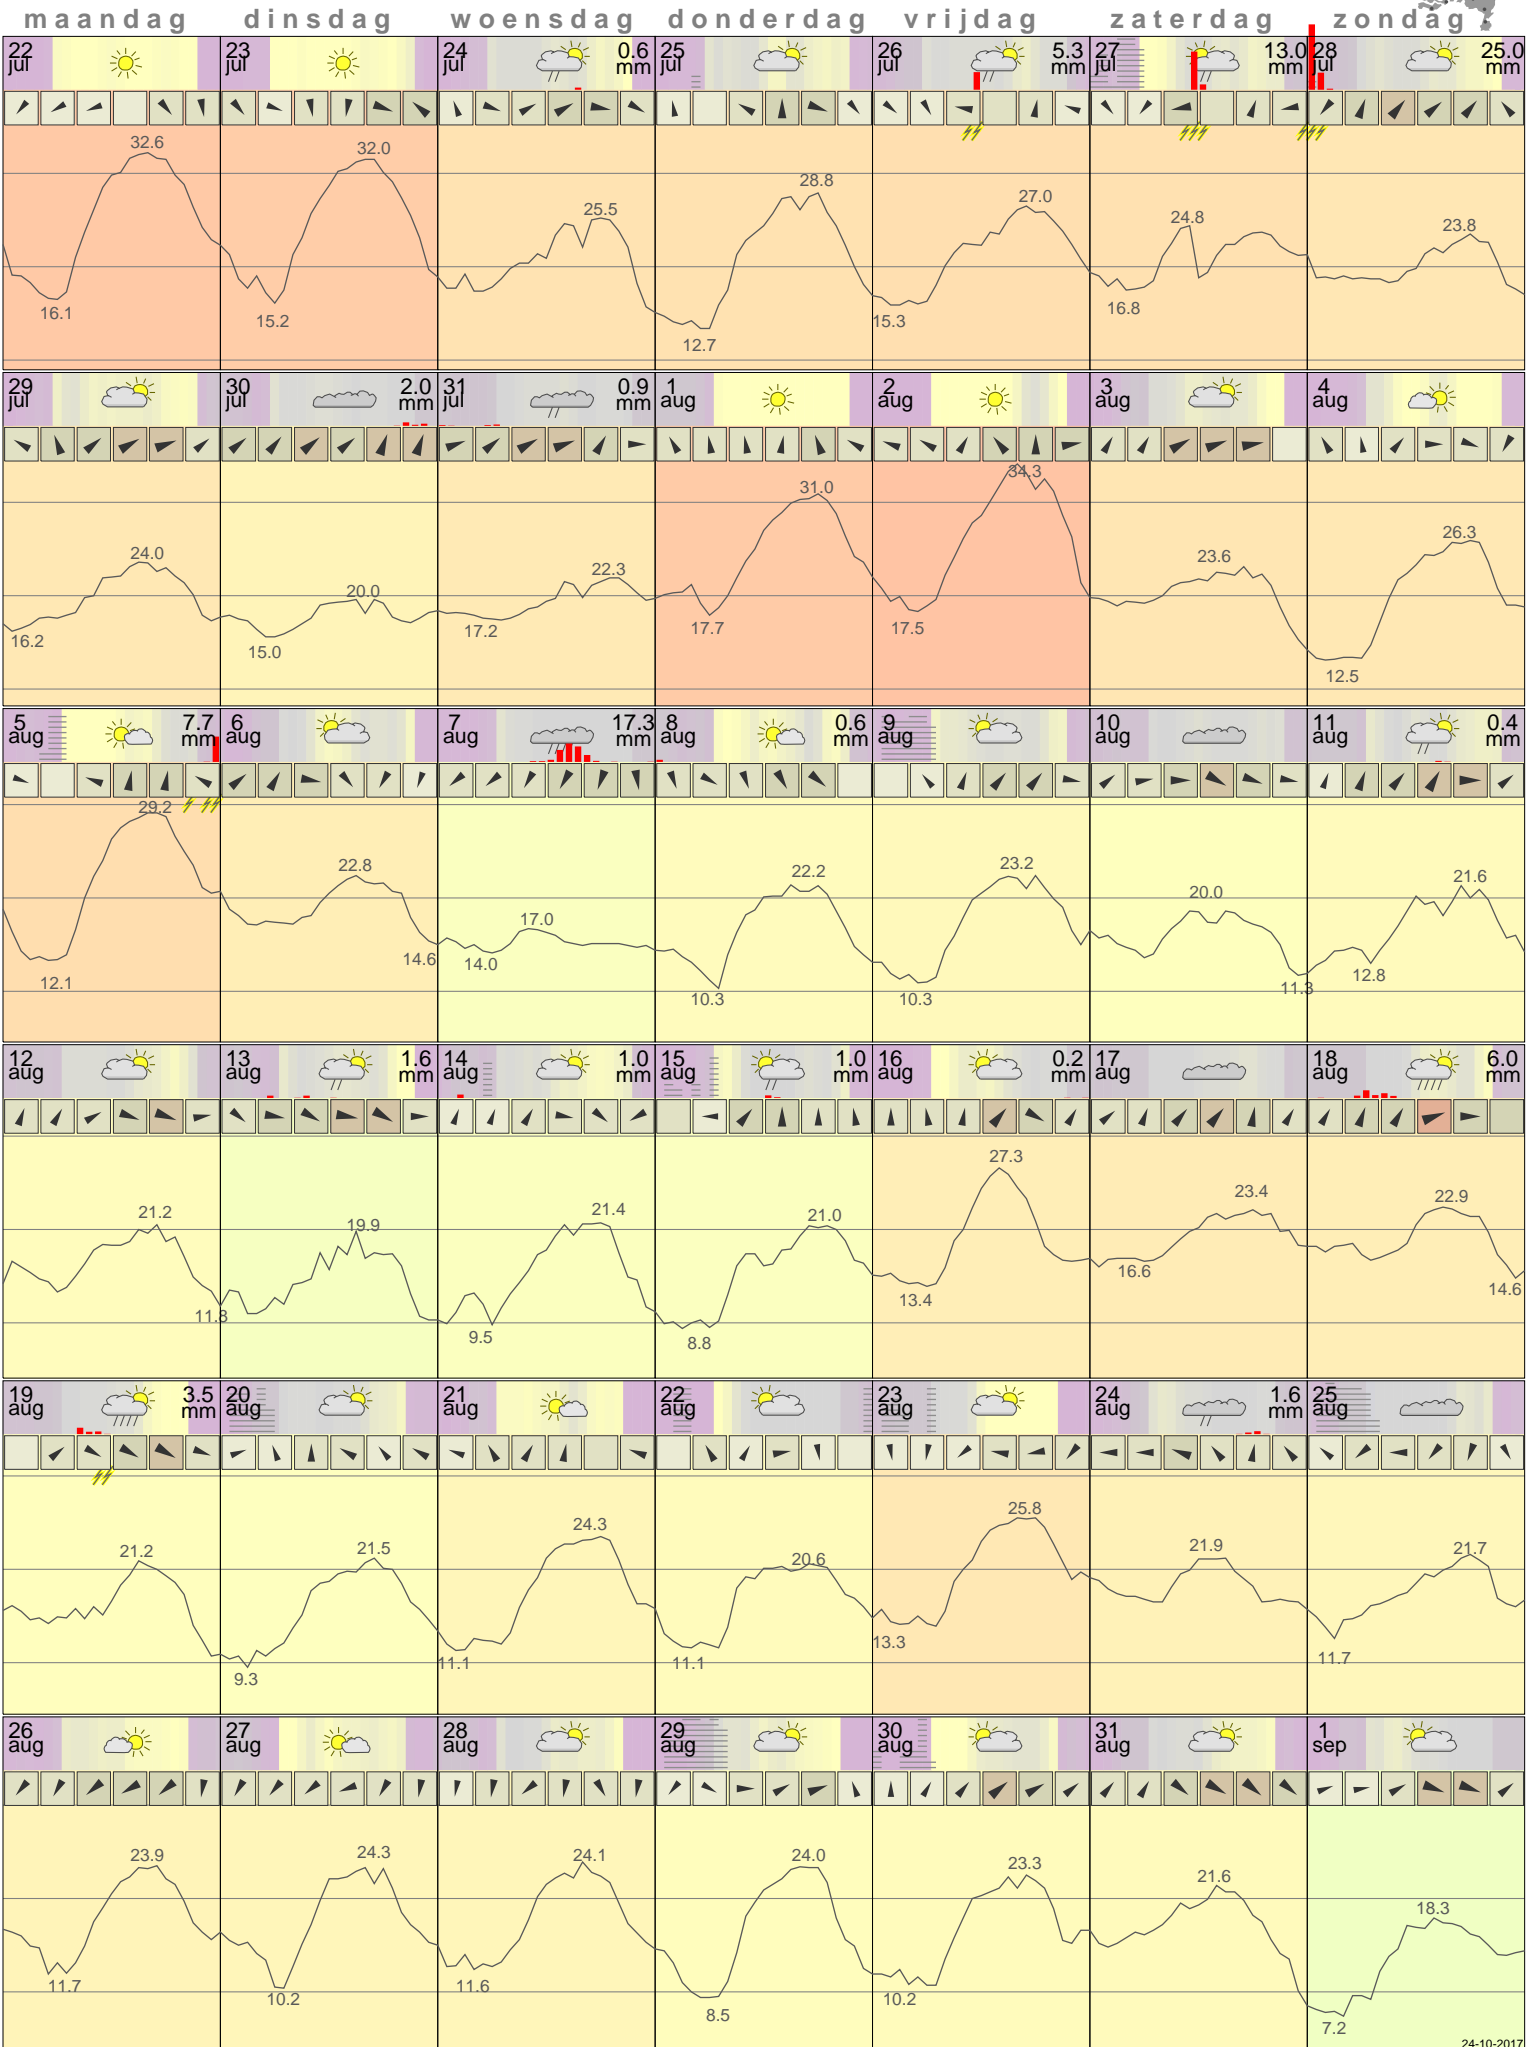 maandag dinsdag woensdag donderdag vrijdag zaterdag zondag
22 23 24 0.6 25 26 5.3 27 13.0 28 25.0
jul jul jul mm jul jul mm jul mm jul mm
32.6 32.0 25.5 28.8 27.0 24.8 23.8
16.1 15.2 12.7 15.3 16.8
29 30 2.0 31 0.9 1 2 3 4
jul jul mm jul mm aug aug aug aug
24.0 20.0 22.3 31.0 34.3 23.6 26.3
16.2 15.0 17.2 17.7 17.5 12.5
5 7.7 6 7 17.3 8 0.6 9 10 11 0.4
aug mm aug aug mm aug mm aug aug aug mm
29.2 22.8 17.0 22.2 23.2 20.0 21.6
12.1 14.6 14.0 10.3 10.3 11.3 12.8
12 13 1.6 14 1.0 15 1.0 16 0.2 17 18 6.0
aug aug mm aug mm aug mm aug mm aug aug mm
21.2 19.9 21.4 21.0 27.3 23.4 22.9
11.8 9.5 8.8 13.4 16.6 14.6
19 3.5 20 21 22 23 24 1.6 25
aug mm aug aug aug aug aug mm aug
21.2 21.5 24.3 20.6 25.8 21.9 21.7
9.3 11.1 11.1 13.3 11.7
26 27 28 29 30 31 1
aug aug aug aug aug aug sep
23.9 24.3 24.1 24.0 23.3 21.6 18.3
11.7 10.2 11.6 8.5 10.2 7.2
24-10-2017